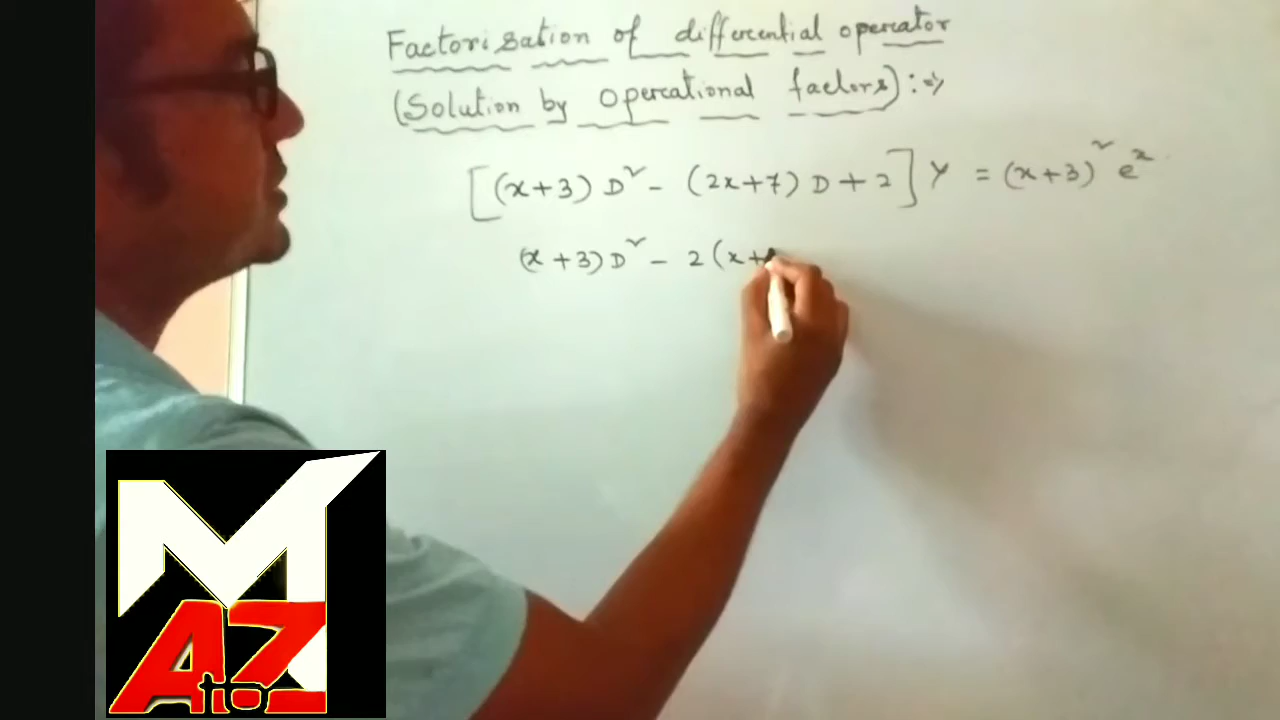 Factorisation of differential operator
(Solution by Operational factors) :⇒
[(x+3) D² - (2x+7) D + 2] Y = (x+3)² eˣ
(x+3) D² - 2 (x+
M
A to Z